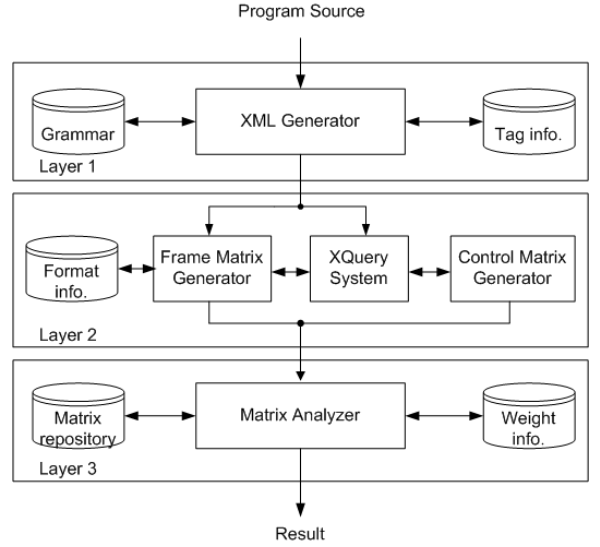 Program Source
Grammar
XML Generator
Tag info.
Layer 1
Format
info.
Frame Matrix
Generator
XQuery
System
Control Matrix
Generator
Layer 2
Matrix
repository
Matrix Analyzer
Weight
info.
Layer 3
Result